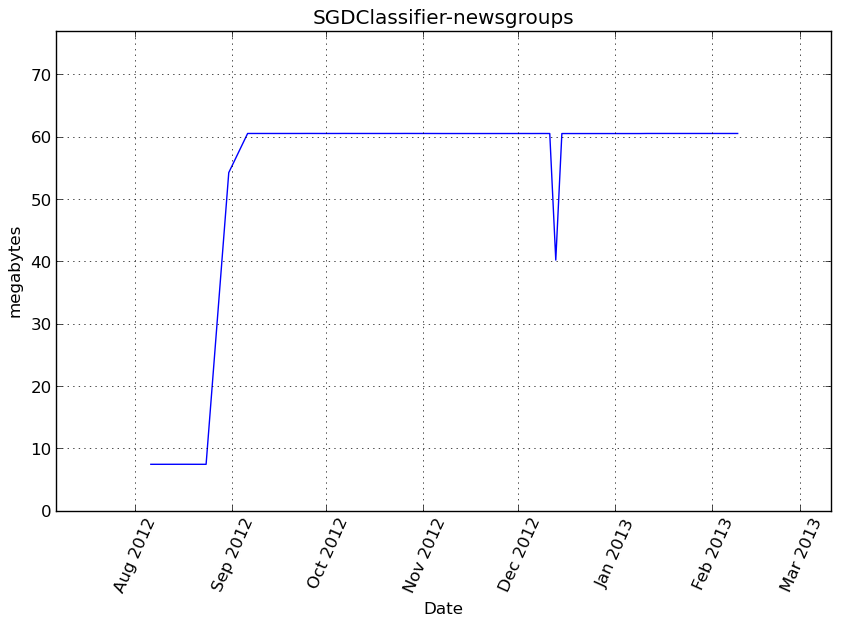 SGDClassifier-newsgroups
70
60
50
40
30
20
10
0
megabytes
Aug 2012
Sep 2012
Oct 2012
Nov 2012
Dec 2012
Jan 2013
Feb 2013
Mar 2013
Date